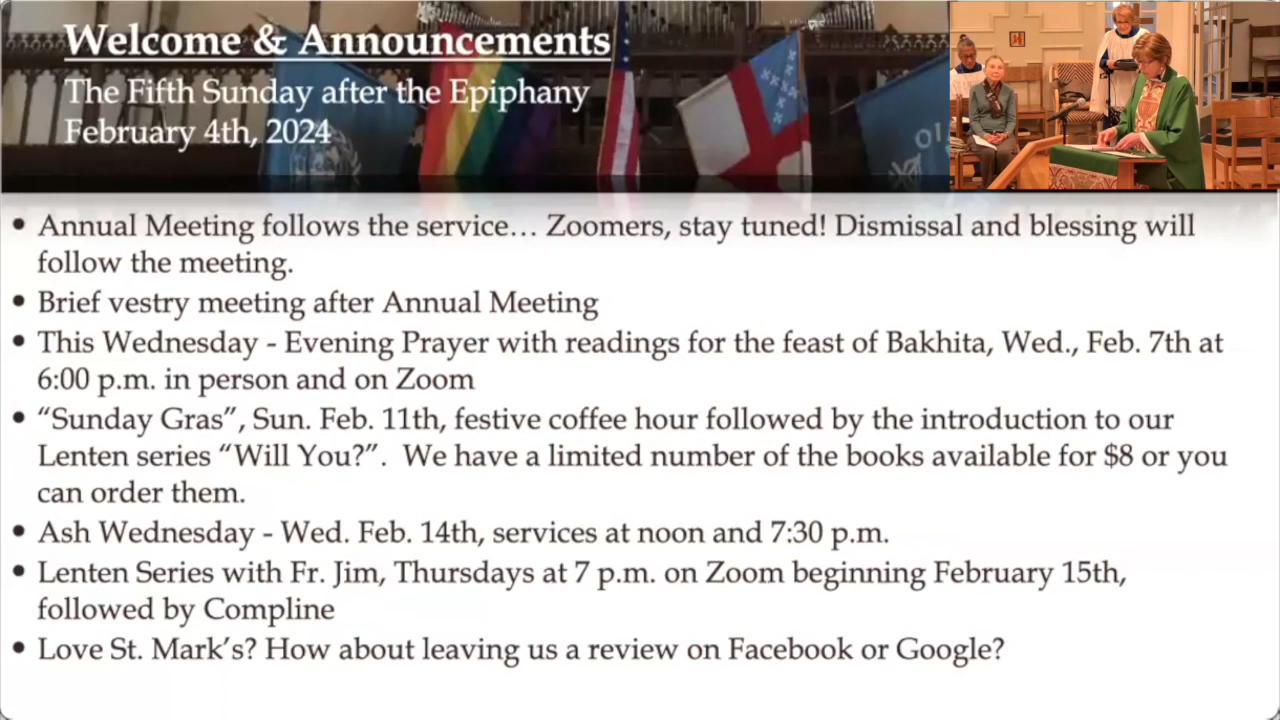 Welcome & Announcements
The Fifth Sunday after the Epiphany
February 4th, 2024
• Annual Meeting follows the service… Zoomers, stay tuned! Dismissal and blessing will
follow the meeting.
• Brief vestry meeting after Annual Meeting
• This Wednesday - Evening Prayer with readings for the feast of Bakhita, Wed., Feb. 7th at
6:00 p.m. in person and on Zoom
• “Sunday Gras”, Sun. Feb. 11th, festive coffee hour followed by the introduction to our
Lenten series “Will You?”.  We have a limited number of the books available for $8 or you
can order them.
• Ash Wednesday - Wed. Feb. 14th, services at noon and 7:30 p.m.
• Lenten Series with Fr. Jim, Thursdays at 7 p.m. on Zoom beginning February 15th,
followed by Compline
• Love St. Mark’s? How about leaving us a review on Facebook or Google?